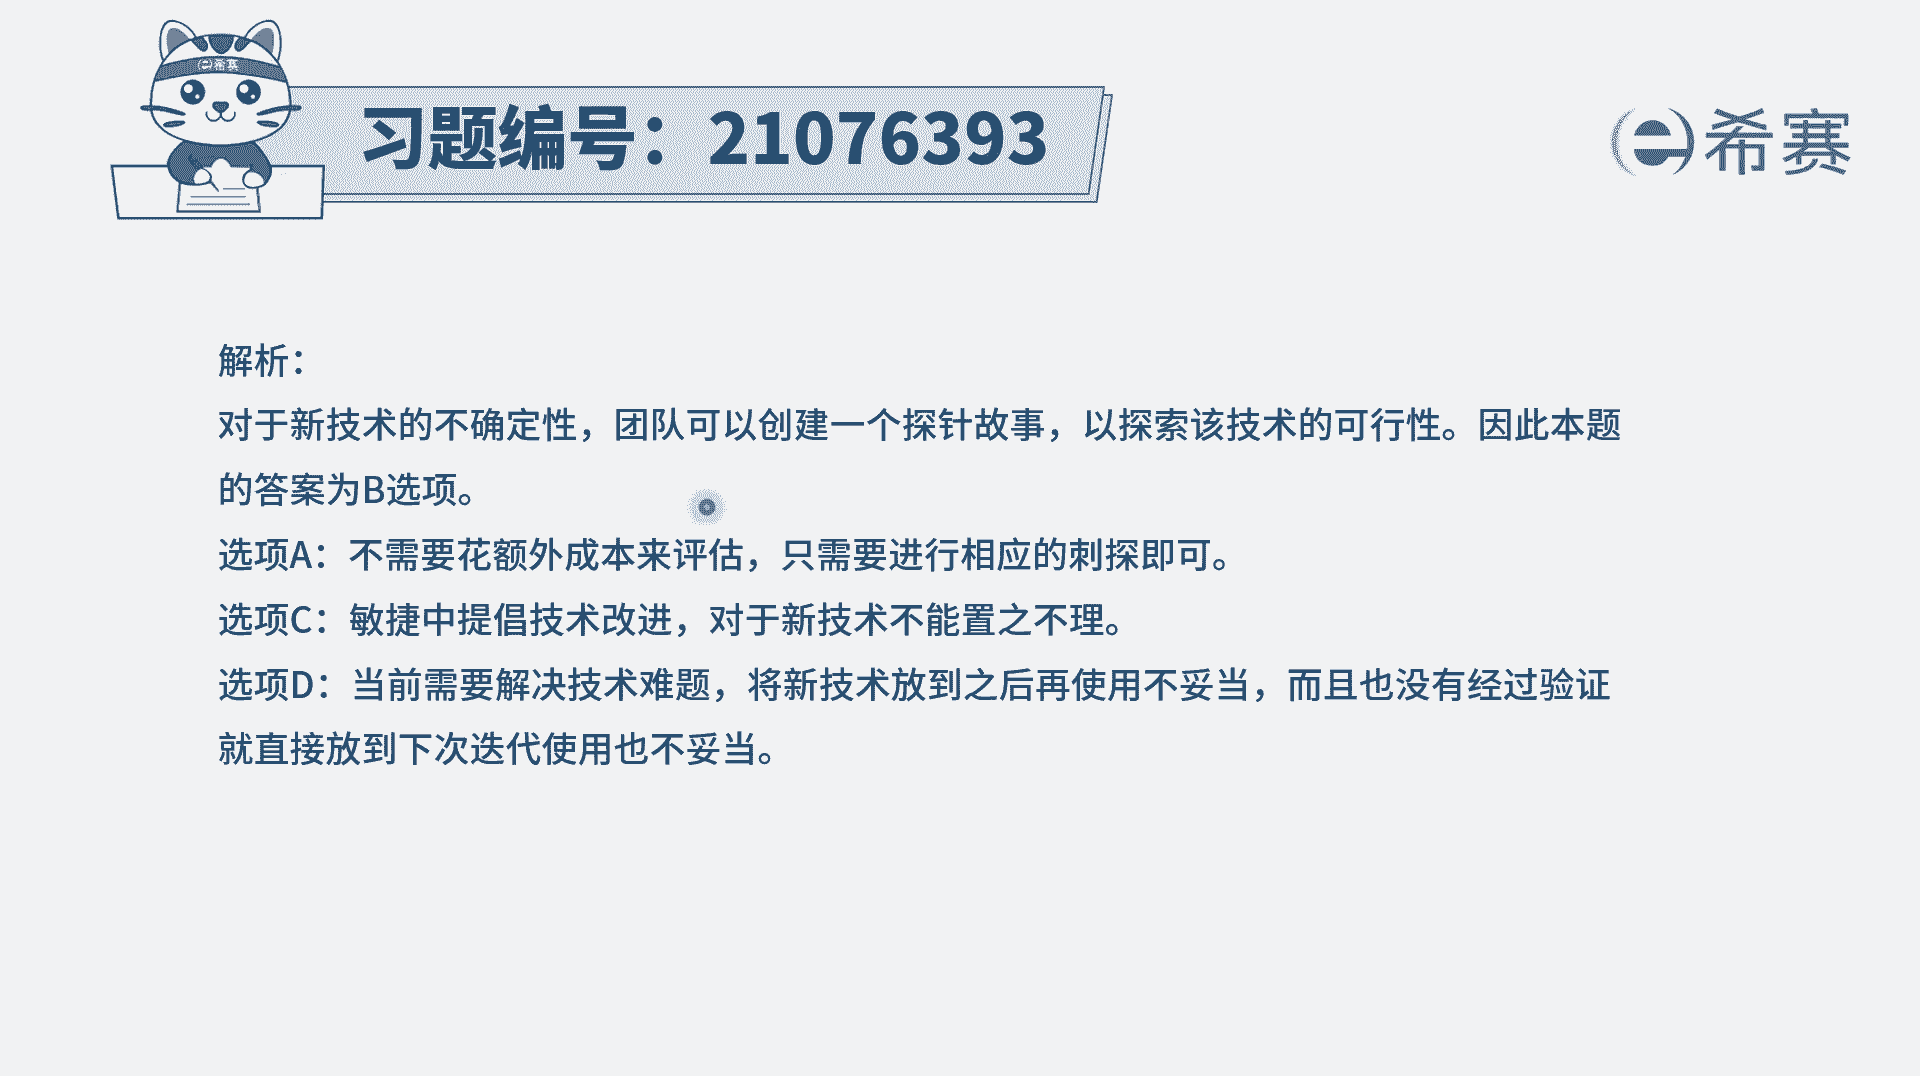 希赛
习题编号：21076393
希赛
解析：
对于新技术的不确定性，团队可以创建一个探针故事，以探索该技术的可行性。因此本题
的答案为B选项。
选项A：不需要花额外成本来评估，只需要进行相应的刺探即可。
选项C：敏捷中提倡技术改进，对于新技术不能置之不理。
选项D：当前需要解决技术难题，将新技术放到之后再使用不妥当，而且也没有经过验证
就直接放到下次迭代使用也不妥当。